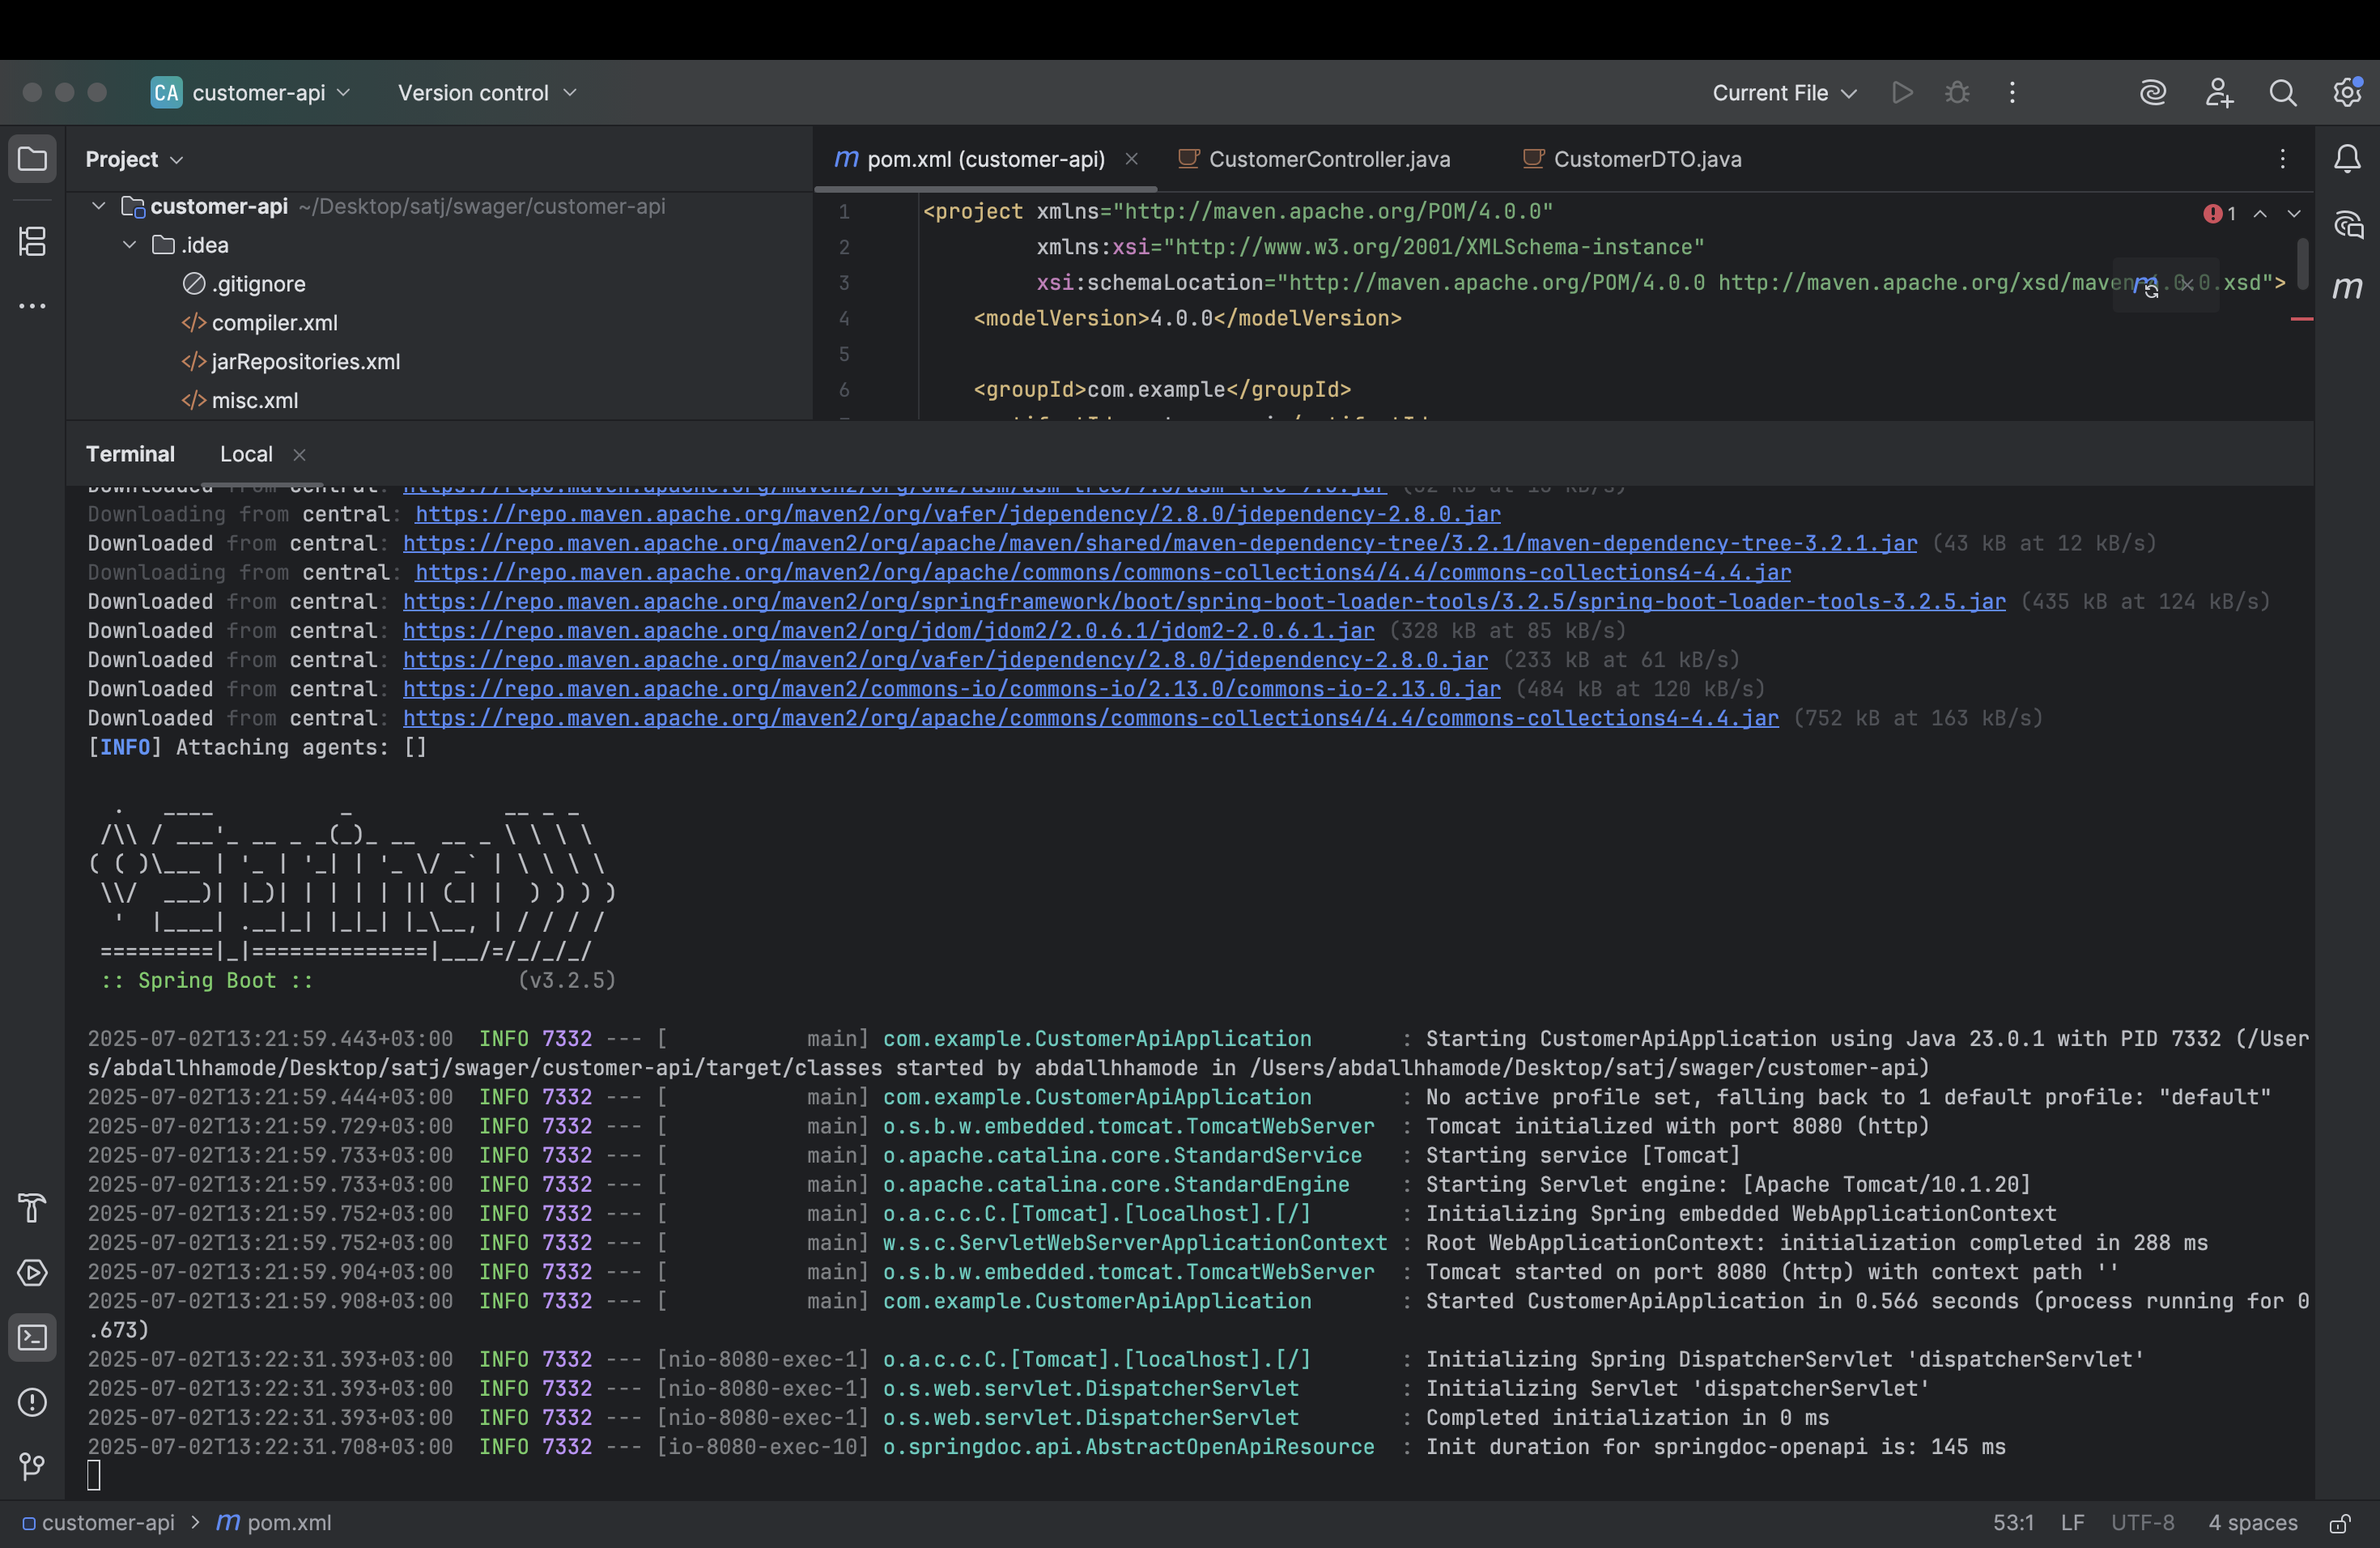 CA customer-api Version control Current File
Project
pom.xml (customer-api) CustomerController.java CustomerDTO.java
customer-api ~/Desktop/satj/swager/customer-api
.idea
.gitignore
compiler.xml
jarRepositories.xml
misc.xml
1 <project xmlns="http://maven.apache.org/POM/4.0.0"
2 xmlns:xsi="http://www.w3.org/2001/XMLSchema-instance"
3 xsi:schemaLocation="http://maven.apache.org/POM/4.0.0 http://maven.apache.org/xsd/maven-4.0.0.xsd">
4 <modelVersion>4.0.0</modelVersion>
5
6 <groupId>com.example</groupId>
1
Terminal Local
Downloaded from central: https://repo.maven.apache.org/maven2/org/ow2/asm/asm-tree/9.6/asm-tree-9.6.jar (52 kB at 15 kB/s)
Downloading from central: https://repo.maven.apache.org/maven2/org/vafer/jdependency/2.8.0/jdependency-2.8.0.jar
Downloaded from central: https://repo.maven.apache.org/maven2/org/apache/maven/shared/maven-dependency-tree/3.2.1/maven-dependency-tree-3.2.1.jar (43 kB at 12 kB/s)
Downloading from central: https://repo.maven.apache.org/maven2/org/apache/commons/commons-collections4/4.4/commons-collections4-4.4.jar
Downloaded from central: https://repo.maven.apache.org/maven2/org/springframework/boot/spring-boot-loader-tools/3.2.5/spring-boot-loader-tools-3.2.5.jar (435 kB at 124 kB/s)
Downloaded from central: https://repo.maven.apache.org/maven2/org/jdom/jdom2/2.0.6.1/jdom2-2.0.6.1.jar (328 kB at 85 kB/s)
Downloaded from central: https://repo.maven.apache.org/maven2/org/vafer/jdependency/2.8.0/jdependency-2.8.0.jar (233 kB at 61 kB/s)
Downloaded from central: https://repo.maven.apache.org/maven2/commons-io/commons-io/2.13.0/commons-io-2.13.0.jar (484 kB at 120 kB/s)
Downloaded from central: https://repo.maven.apache.org/maven2/org/apache/commons/commons-collections4/4.4/commons-collections4-4.4.jar (752 kB at 163 kB/s)
[INFO] Attaching agents: []
:: Spring Boot :: (v3.2.5)
2025-07-02T13:21:59.443+03:00 INFO 7332 --- [ main] com.example.CustomerApiApplication : Starting CustomerApiApplication using Java 23.0.1 with PID 7332 (/User
s/abdallhhamode/Desktop/satj/swager/customer-api/target/classes started by abdallhhamode in /Users/abdallhhamode/Desktop/satj/swager/customer-api)
2025-07-02T13:21:59.444+03:00 INFO 7332 --- [ main] com.example.CustomerApiApplication : No active profile set, falling back to 1 default profile: "default"
2025-07-02T13:21:59.729+03:00 INFO 7332 --- [ main] o.s.b.w.embedded.tomcat.TomcatWebServer : Tomcat initialized with port 8080 (http)
2025-07-02T13:21:59.733+03:00 INFO 7332 --- [ main] o.apache.catalina.core.StandardService : Starting service [Tomcat]
2025-07-02T13:21:59.733+03:00 INFO 7332 --- [ main] o.apache.catalina.core.StandardEngine : Starting Servlet engine: [Apache Tomcat/10.1.20]
2025-07-02T13:21:59.752+03:00 INFO 7332 --- [ main] o.a.c.c.C.[Tomcat].[localhost].[/] : Initializing Spring embedded WebApplicationContext
2025-07-02T13:21:59.752+03:00 INFO 7332 --- [ main] w.s.c.ServletWebServerApplicationContext : Root WebApplicationContext: initialization completed in 288 ms
2025-07-02T13:21:59.904+03:00 INFO 7332 --- [ main] o.s.b.w.embedded.tomcat.TomcatWebServer : Tomcat started on port 8080 (http) with context path ''
2025-07-02T13:21:59.908+03:00 INFO 7332 --- [ main] com.example.CustomerApiApplication : Started CustomerApiApplication in 0.566 seconds (process running for 0
.673)
2025-07-02T13:22:31.393+03:00 INFO 7332 --- [nio-8080-exec-1] o.a.c.c.C.[Tomcat].[localhost].[/] : Initializing Spring DispatcherServlet 'dispatcherServlet'
2025-07-02T13:22:31.393+03:00 INFO 7332 --- [nio-8080-exec-1] o.s.web.servlet.DispatcherServlet : Initializing Servlet 'dispatcherServlet'
2025-07-02T13:22:31.393+03:00 INFO 7332 --- [nio-8080-exec-1] o.s.web.servlet.DispatcherServlet : Completed initialization in 0 ms
2025-07-02T13:22:31.708+03:00 INFO 7332 --- [io-8080-exec-10] o.springdoc.api.AbstractOpenApiResource : Init duration for springdoc-openapi is: 145 ms
customer-api > pom.xml 53:1 LF UTF-8 4 spaces